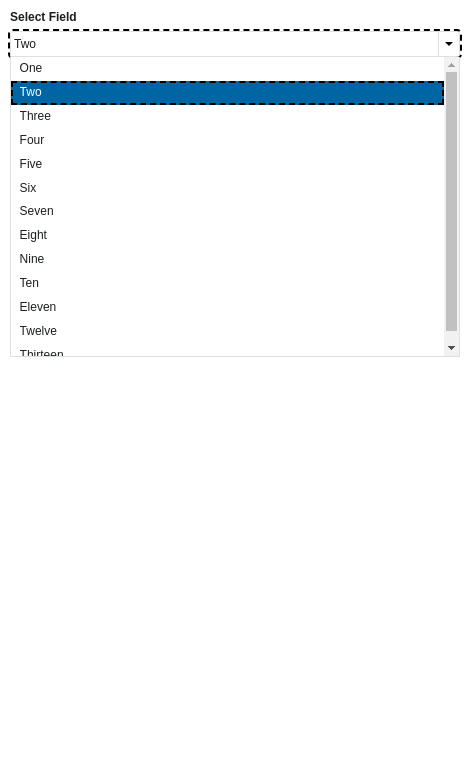 Select Field
Two
One
Two
Three
Four
Five
Six
Seven
Eight
Nine
Ten
Eleven
Twelve
Thirteen